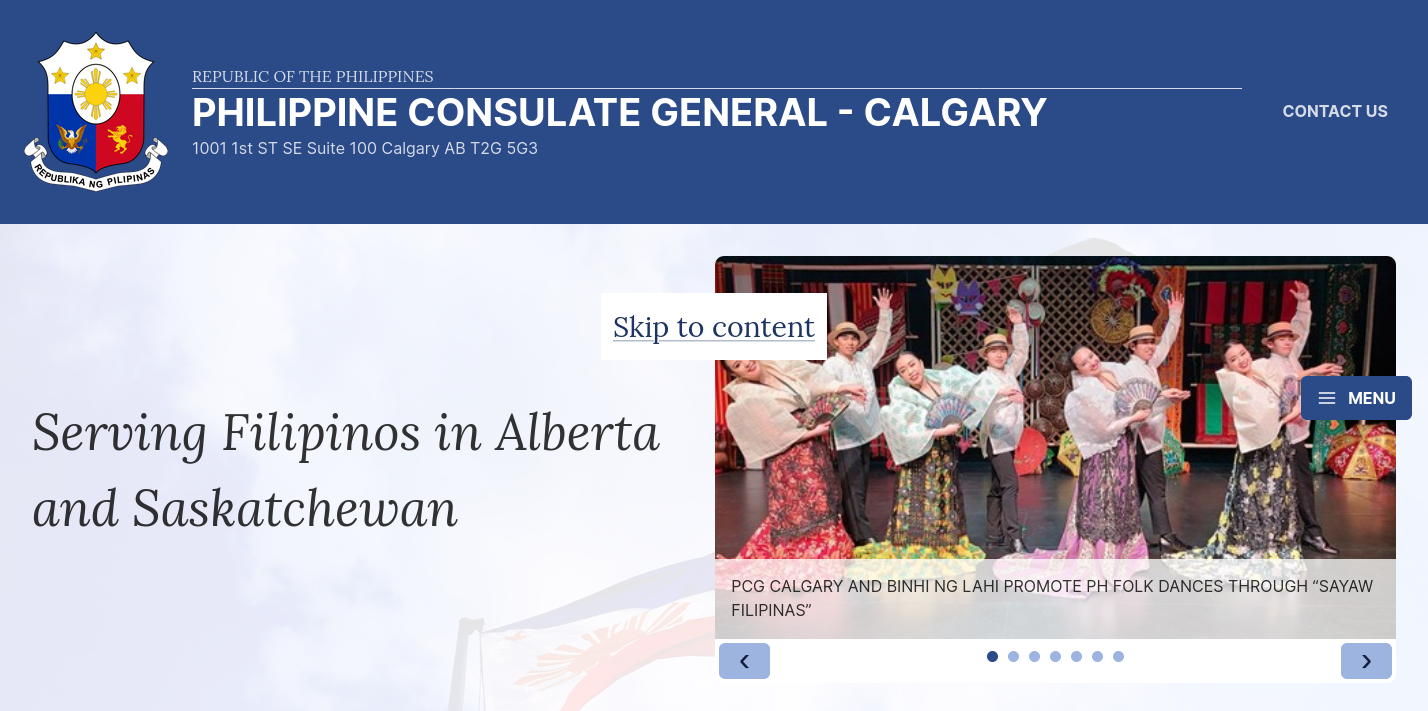 REPUBLIKA NG PILIPINAS
REPUBLIC OF THE PHILIPPINES
PHILIPPINE CONSULATE GENERAL - CALGARY
1001 1st ST SE Suite 100 Calgary AB T2G 5G3
CONTACT US
Skip to content
MENU
Serving Filipinos in Alberta
and Saskatchewan
PCG CALGARY AND BINHI NG LAHI PROMOTE PH FOLK DANCES THROUGH “SAYAW
FILIPINAS”
‹
›